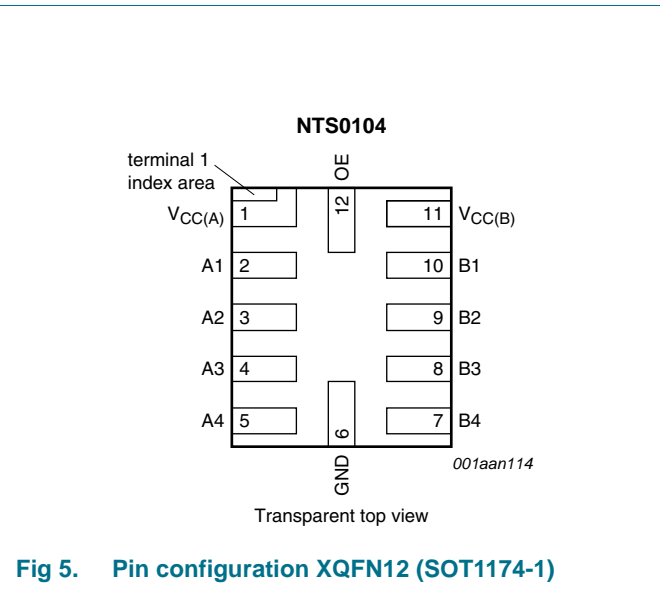 NTS0104
terminal 1
index area
OE
12
VCC(A) 1
11 VCC(B)
A1 2
10 B1
A2 3
9 B2
A3 4
8 B3
A4 5
7 B4
6
GND
001aan114
Transparent top view
Fig 5. Pin configuration XQFN12 (SOT1174-1)